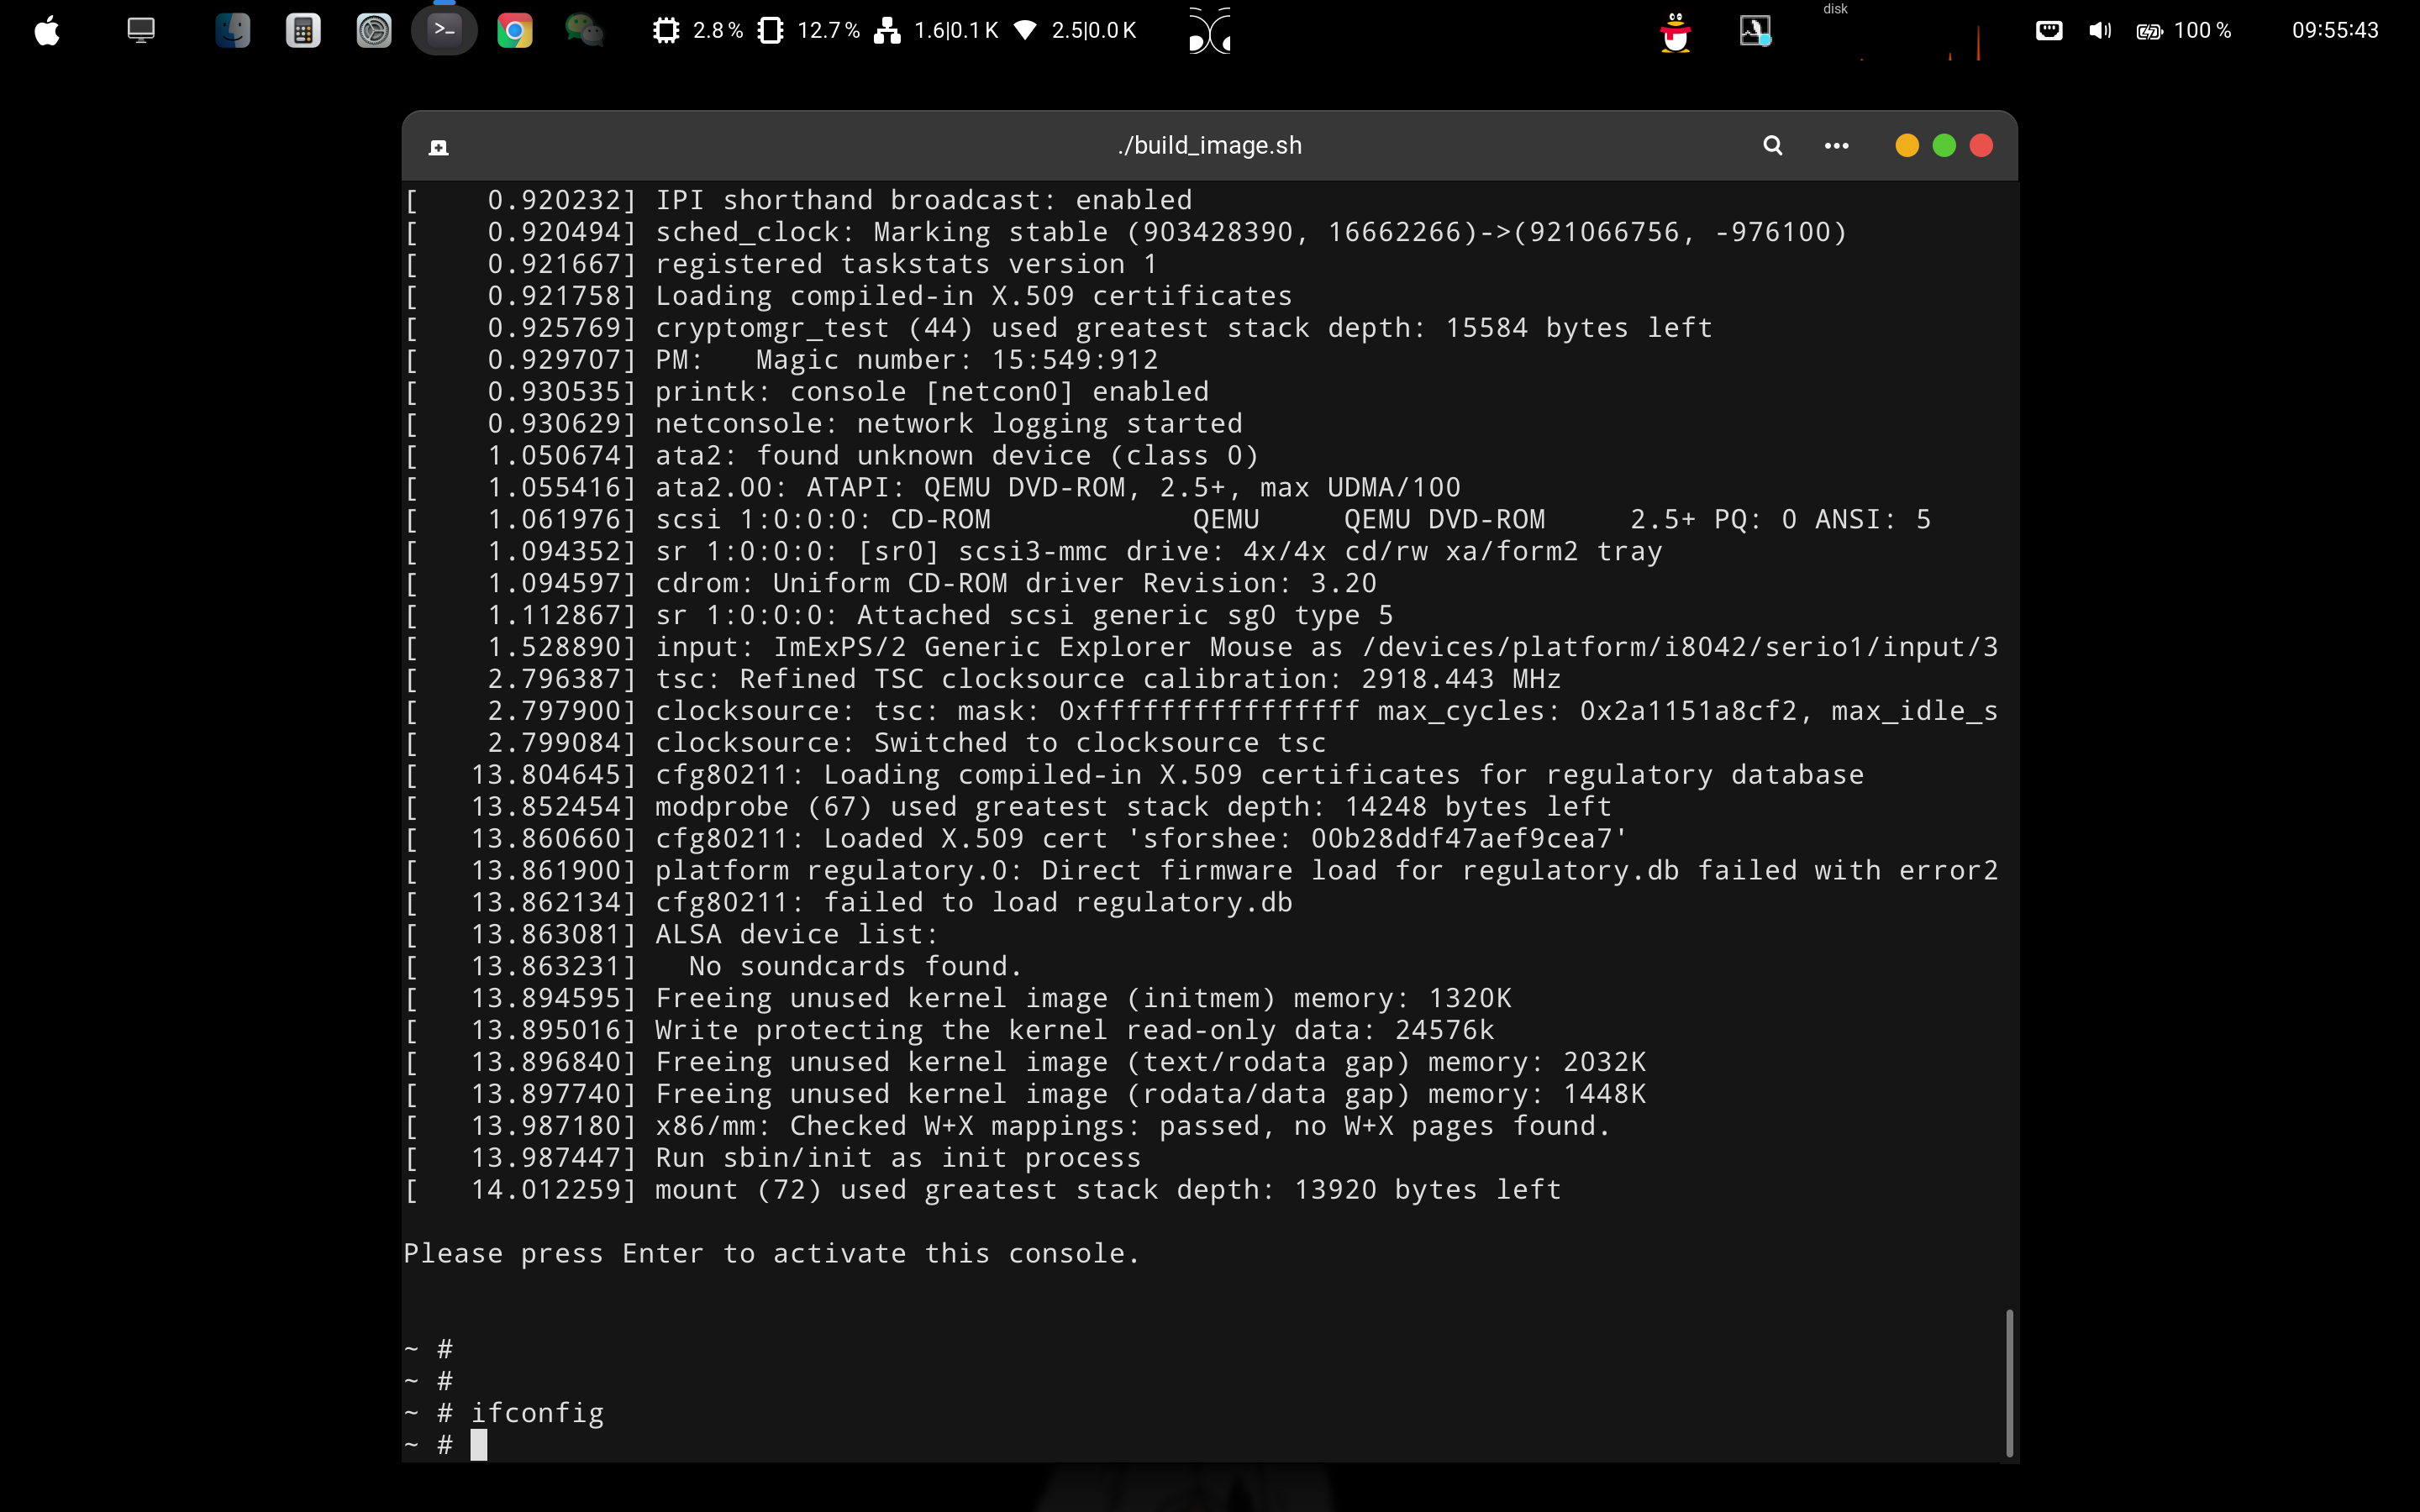 2.8 % 12.7 % 1.6|0.1 K 2.5|0.0 K disk 100 % 09:55:43
./build_image.sh
[    0.920232] IPI shorthand broadcast: enabled
[    0.920494] sched_clock: Marking stable (903428390, 16662266)->(921066756, -976100)
[    0.921667] registered taskstats version 1
[    0.921758] Loading compiled-in X.509 certificates
[    0.925769] cryptomgr_test (44) used greatest stack depth: 15584 bytes left
[    0.929707] PM:   Magic number: 15:549:912
[    0.930535] printk: console [netcon0] enabled
[    0.930629] netconsole: network logging started
[    1.050674] ata2: found unknown device (class 0)
[    1.055416] ata2.00: ATAPI: QEMU DVD-ROM, 2.5+, max UDMA/100
[    1.061976] scsi 1:0:0:0: CD-ROM            QEMU     QEMU DVD-ROM     2.5+ PQ: 0 ANSI: 5
[    1.094352] sr 1:0:0:0: [sr0] scsi3-mmc drive: 4x/4x cd/rw xa/form2 tray
[    1.094597] cdrom: Uniform CD-ROM driver Revision: 3.20
[    1.112867] sr 1:0:0:0: Attached scsi generic sg0 type 5
[    1.528890] input: ImExPS/2 Generic Explorer Mouse as /devices/platform/i8042/serio1/input/3
[    2.796387] tsc: Refined TSC clocksource calibration: 2918.443 MHz
[    2.797900] clocksource: tsc: mask: 0xffffffffffffffff max_cycles: 0x2a1151a8cf2, max_idle_s
[    2.799084] clocksource: Switched to clocksource tsc
[   13.804645] cfg80211: Loading compiled-in X.509 certificates for regulatory database
[   13.852454] modprobe (67) used greatest stack depth: 14248 bytes left
[   13.860660] cfg80211: Loaded X.509 cert 'sforshee: 00b28ddf47aef9cea7'
[   13.861900] platform regulatory.0: Direct firmware load for regulatory.db failed with error2
[   13.862134] cfg80211: failed to load regulatory.db
[   13.863081] ALSA device list:
[   13.863231]   No soundcards found.
[   13.894595] Freeing unused kernel image (initmem) memory: 1320K
[   13.895016] Write protecting the kernel read-only data: 24576k
[   13.896840] Freeing unused kernel image (text/rodata gap) memory: 2032K
[   13.897740] Freeing unused kernel image (rodata/data gap) memory: 1448K
[   13.987180] x86/mm: Checked W+X mappings: passed, no W+X pages found.
[   13.987447] Run sbin/init as init process
[   14.012259] mount (72) used greatest stack depth: 13920 bytes left
Please press Enter to activate this console.
~ #
~ #
~ # ifconfig
~ #